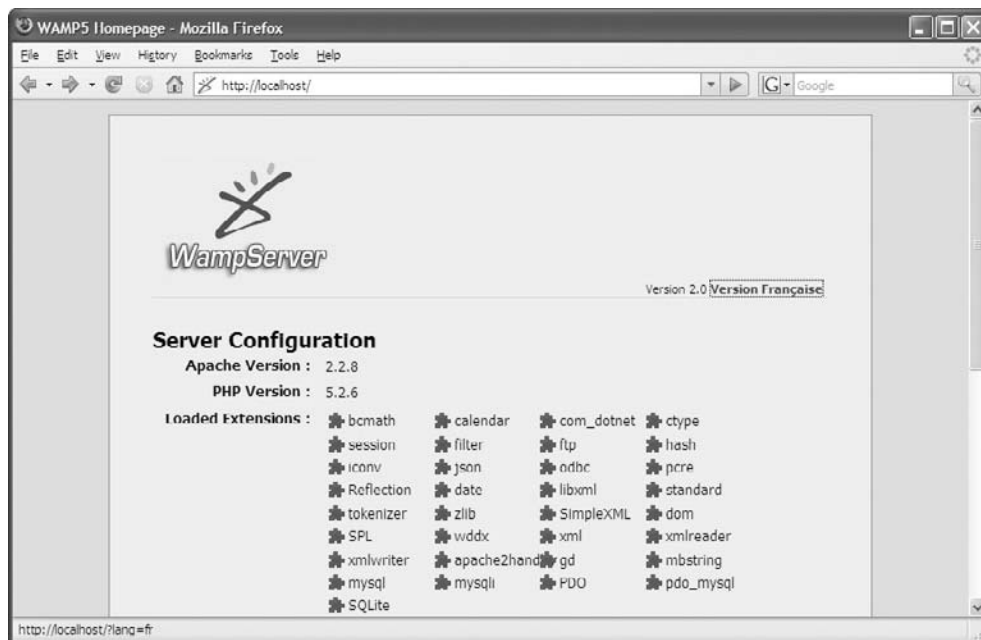 WAMP5 Homepage - Mozilla Firefox
File Edit View History Bookmarks Tools Help
http://localhost/ G Google
WampServer
Version 2.0 Version Française
Server Configuration
Apache Version : 2.2.8
PHP Version : 5.2.6
Loaded Extensions : bcmath calendar com_dotnet ctype
session filter ftp hash
iconv json odbc pcre
Reflection date libxml standard
tokenizer zlib SimpleXML dom
SPL wddx xml xmlreader
xmlwriter apache2hand gd mbstring
mysql mysqli PDO pdo_mysql
SQLite
http://localhost/?lang=fr